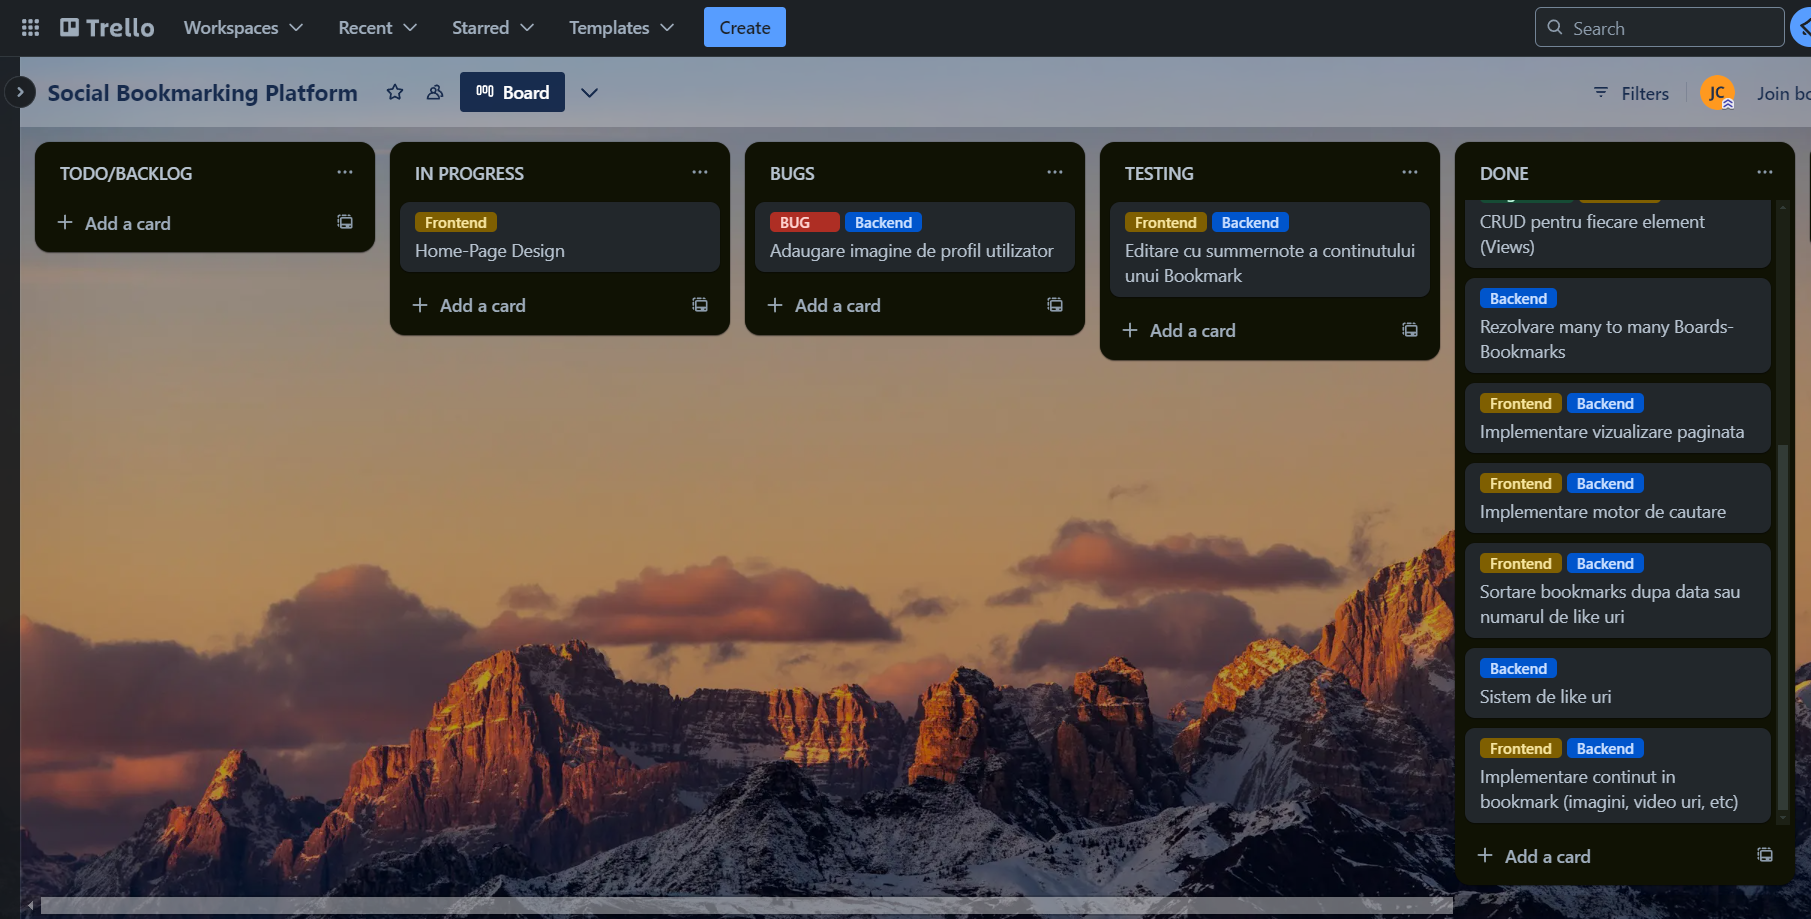 Trello Workspaces Recent Starred Templates Create Search
Social Bookmarking Platform Board Filters JC Join
TODO/BACKLOG
Add a card
IN PROGRESS
Frontend
Home-Page Design
Add a card
BUGS
BUG Backend
Adaugare imagine de profil utilizator
Add a card
TESTING
Frontend Backend
Editare cu summernote a continutului
unui Bookmark
Add a card
DONE
CRUD pentru fiecare element
(Views)
Backend
Rezolvare many to many Boards-
Bookmarks
Frontend Backend
Implementare vizualizare paginata
Frontend Backend
Implementare motor de cautare
Frontend Backend
Sortare bookmarks dupa data sau
numarul de like uri
Backend
Sistem de like uri
Frontend Backend
Implementare continut in
bookmark (imagini, video uri, etc)
Add a card